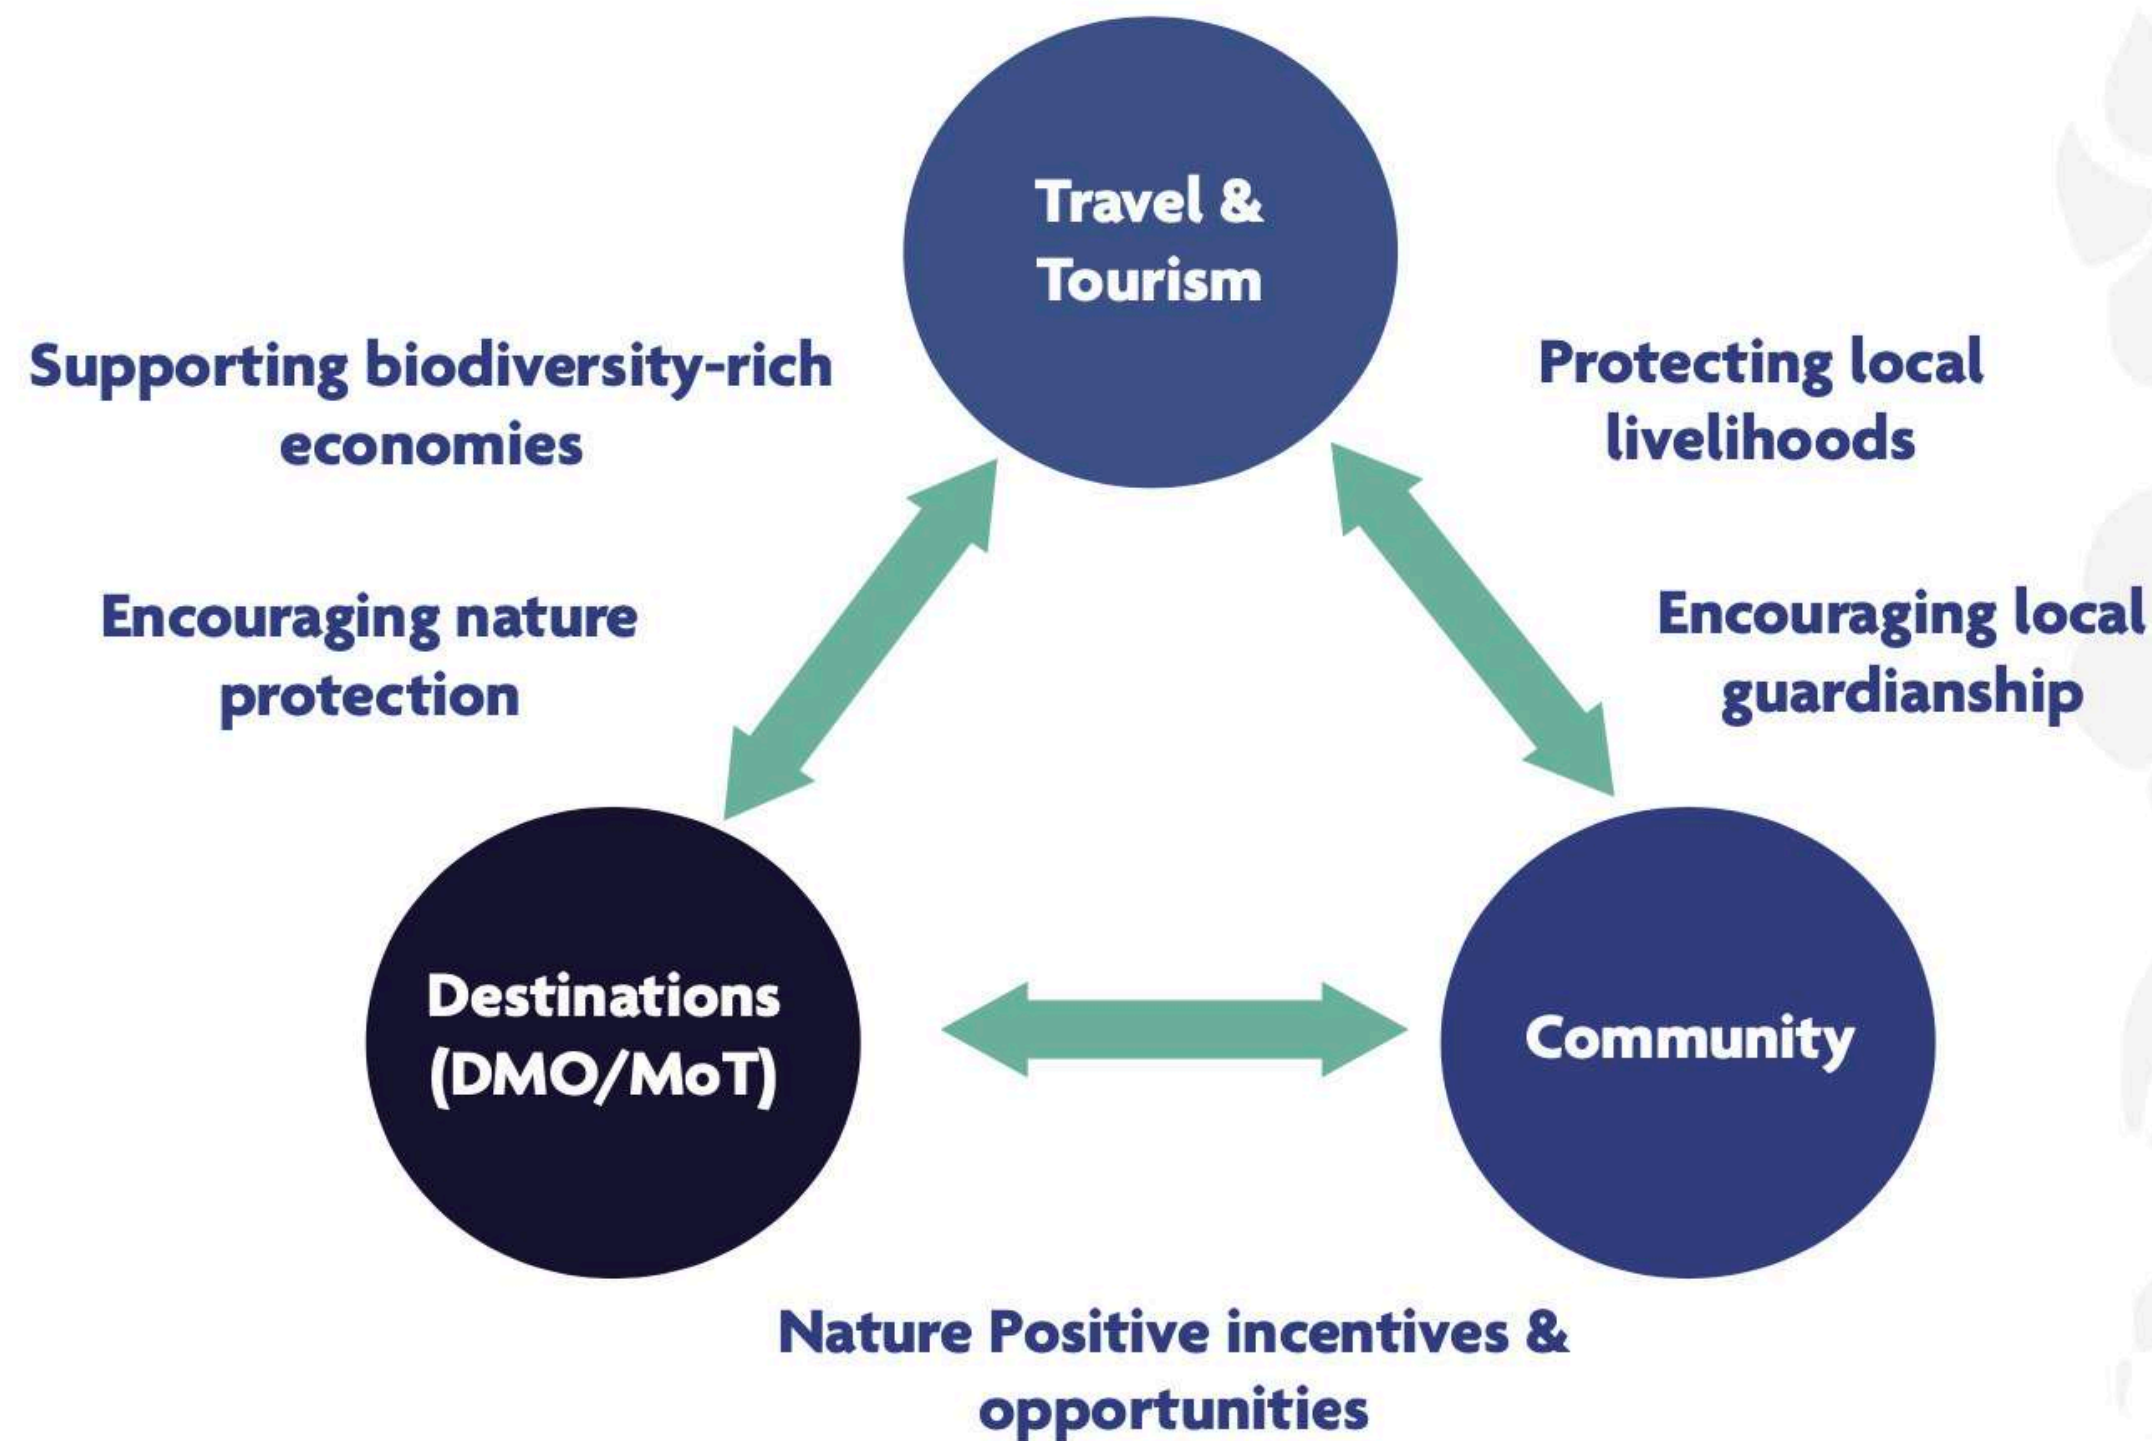 Travel &
Tourism
Supporting biodiversity-rich
economies
Protecting local
livelihoods
Encouraging nature
protection
Encouraging local
guardianship
Destinations
(DMO/MoT)
Community
Nature Positive incentives &
opportunities